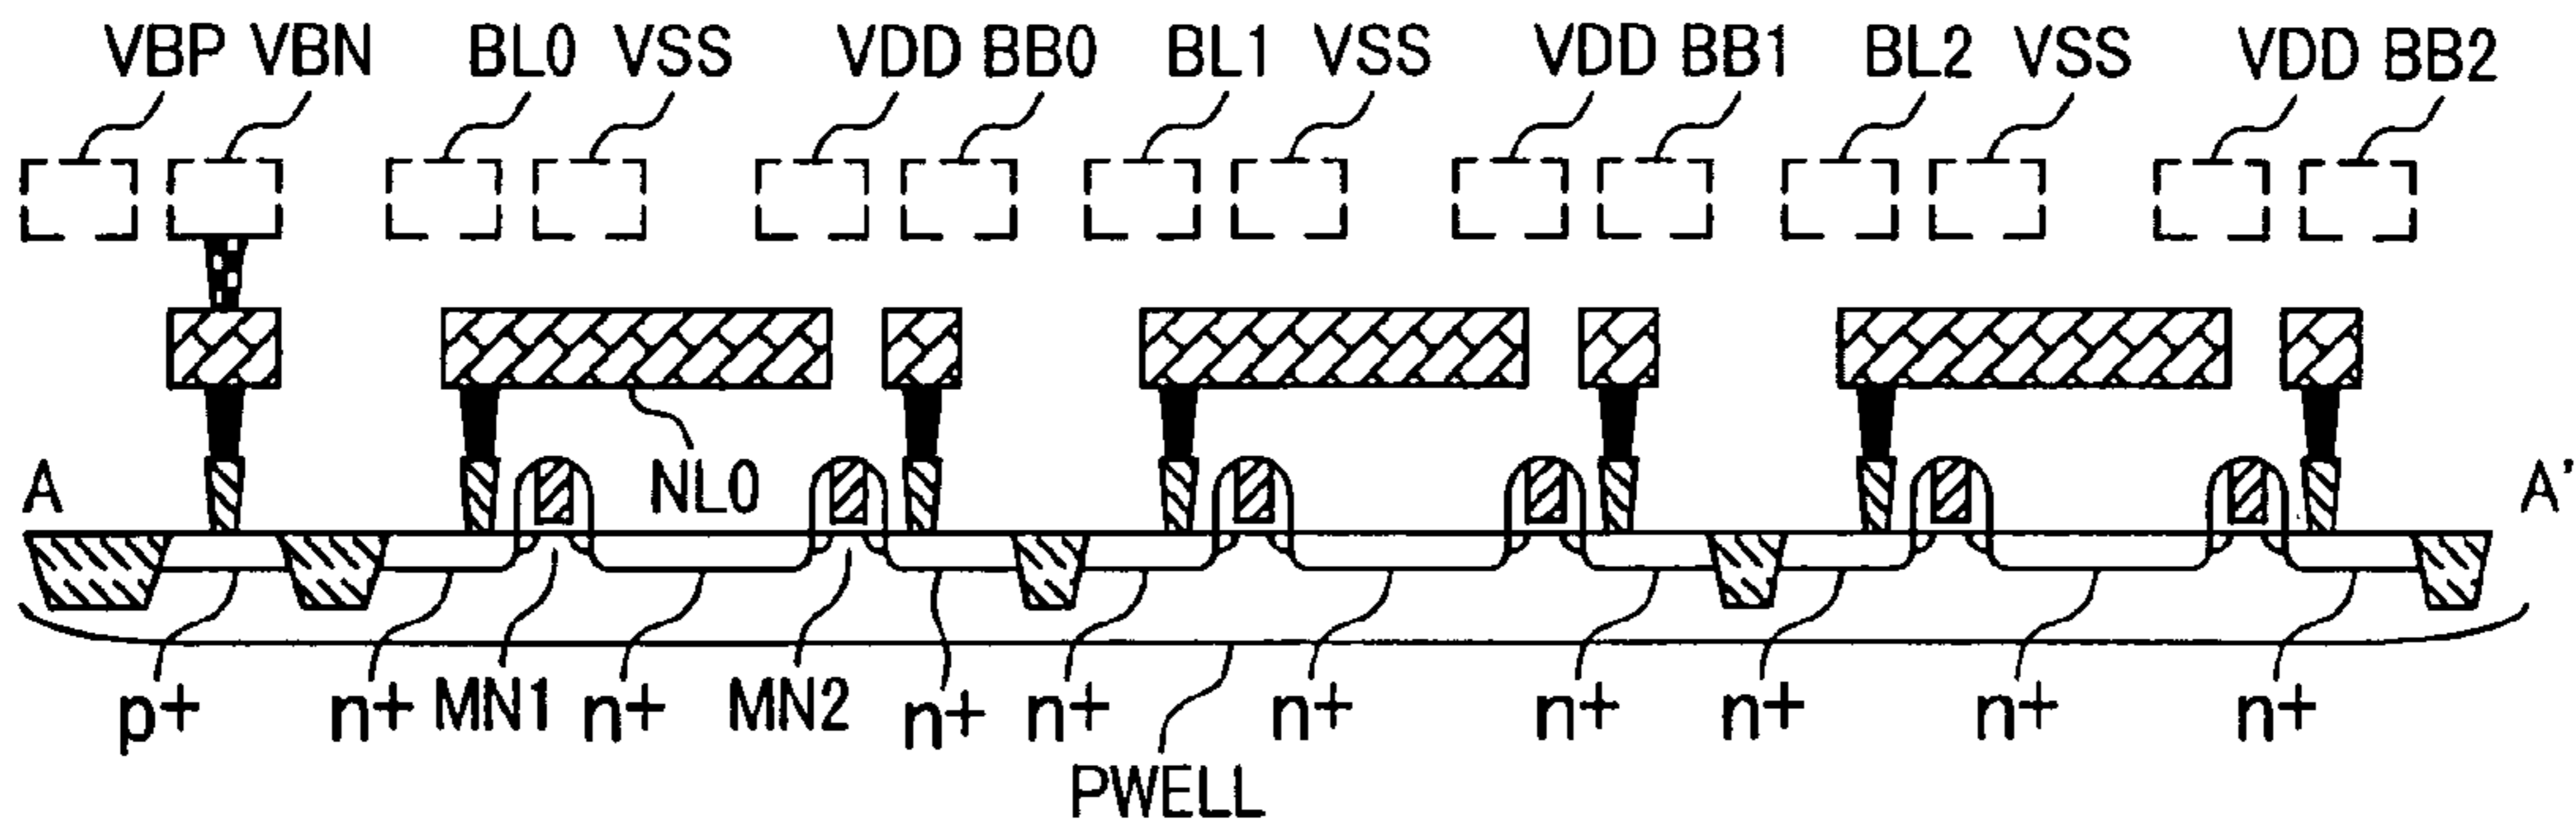 VBP VBN BL0 VSS VDD BB0 BL1 VSS VDD BB1 BL2 VSS VDD BB2
A NL0 A'
p+ n+ MN1 n+ MN2 n+ n+ n+ n+ n+ n+ n+
PWELL